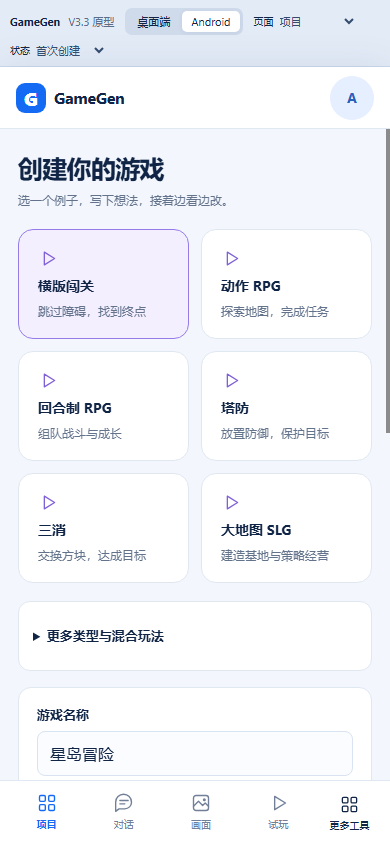 GameGen V3.3 原型 桌面端 Android 页面 项目
状态 首次创建
G GameGen A
创建你的游戏
选一个例子，写下想法，接着边看边改。
横版闯关
跳过障碍，找到终点
动作 RPG
探索地图，完成任务
回合制 RPG
组队战斗与成长
塔防
放置防御，保护目标
三消
交换方块，达成目标
大地图 SLG
建造基地与策略经营
更多类型与混合玩法
游戏名称
星岛冒险
项目 对话 画面 试玩 更多工具